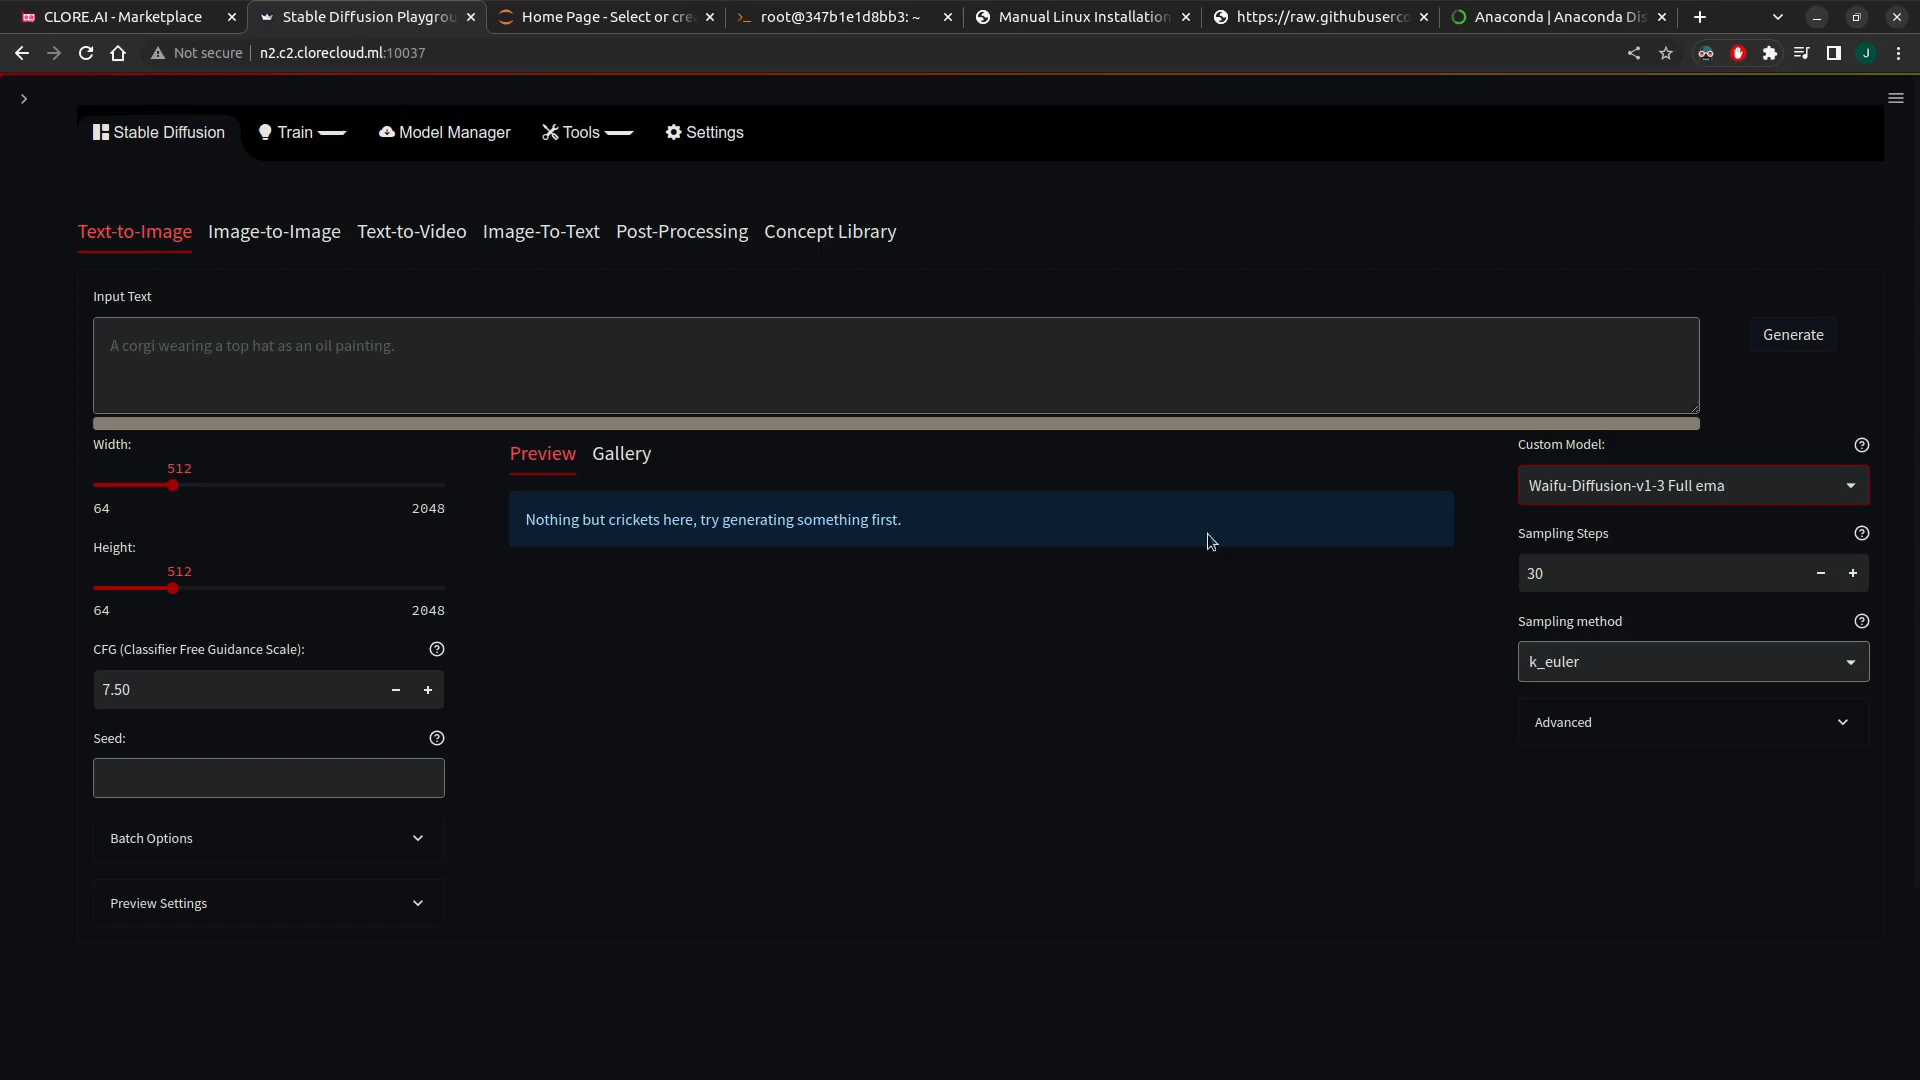 CLORE.AI - Marketplace
Stable Diffusion Playgrou
Home Page - Select or cre
root@347b1e1d8bb3: ~
Manual Linux Installation
https://raw.githubuserco
Anaconda | Anaconda Dis
Not secure
n2.c2.clorecloud.ml:10037
J
Stable Diffusion
Train
Model Manager
Tools
Settings
Text-to-Image
Image-to-Image
Text-to-Video
Image-To-Text
Post-Processing
Concept Library
Input Text
A corgi wearing a top hat as an oil painting.
Generate
Width:
512
64 2048
Height:
512
64 2048
CFG (Classifier Free Guidance Scale):
7.50
Seed:
Batch Options
Preview Settings
Preview
Gallery
Nothing but crickets here, try generating something first.
Custom Model:
Waifu-Diffusion-v1-3 Full ema
Sampling Steps
30
Sampling method
k_euler
Advanced